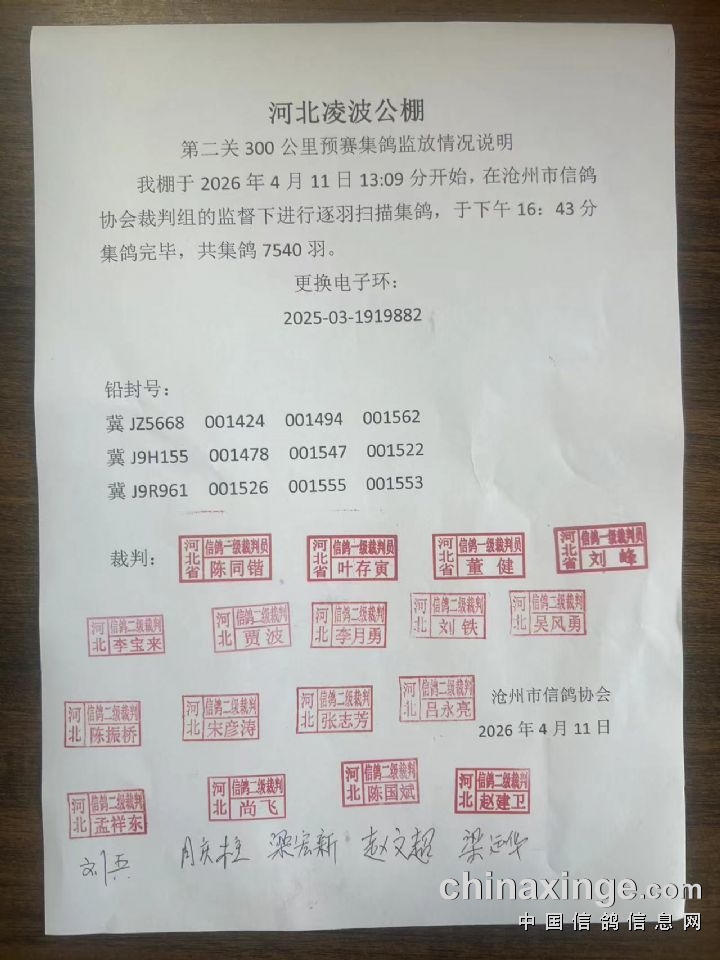 河北凌波公棚
第二关 300 公里预赛集鸽监放情况说明
我棚于 2026 年 4 月 11 日 13:09 分开始，在沧州市信鸽
协会裁判组的监督下进行逐羽扫描集鸽，于下午 16：43 分
集鸽完毕，共集鸽 7540 羽。
更换电子环：
2025-03-1919882
铅封号：
冀 JZ5668 001424 001494 001562
冀 J9H155 001478 001547 001522
冀 J9R961 001526 001555 001553
裁判：
河北省 信鸽二级裁判员 陈同锴
河北省 信鸽一级裁判员 叶存寅
河北省 信鸽一级裁判员 董健
河北省 信鸽一级裁判员 刘峰
河北 信鸽二级裁判 李宝来
河北 信鸽二级裁判 贾波
河北 信鸽二级裁判 李月勇
河北 信鸽二级裁判 刘铁
河北 信鸽二级裁判 吴风勇
河北 信鸽二级裁判 陈振桥
河北 信鸽二级裁判 宋彦涛
河北 信鸽二级裁判 张志芳
河北 信鸽二级裁判 吕永亮
沧州市信鸽协会
2026 年 4 月 11 日
河北 信鸽二级裁判 孟祥东
河北 信鸽二级裁判 尚飞
河北 信鸽二级裁判 陈国斌
河北 信鸽二级裁判 赵建卫
梁宏新 赵文超
chinaxinge.com
中国信鸽信息网